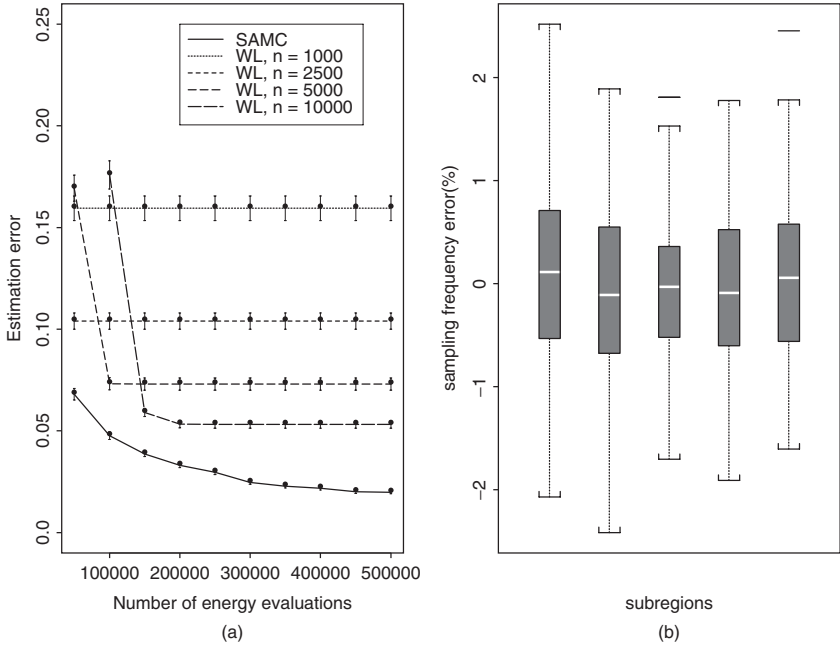 0.25
0.20
0.15
0.10
0.05
0.0
Estimation error
SAMC
WL, n = 1000
WL, n = 2500
WL, n = 5000
WL, n = 10000
100000 200000 300000 400000 500000
Number of energy evaluations
(a)
2
1
0
−1
−2
sampling frequency error(%)
subregions
(b)